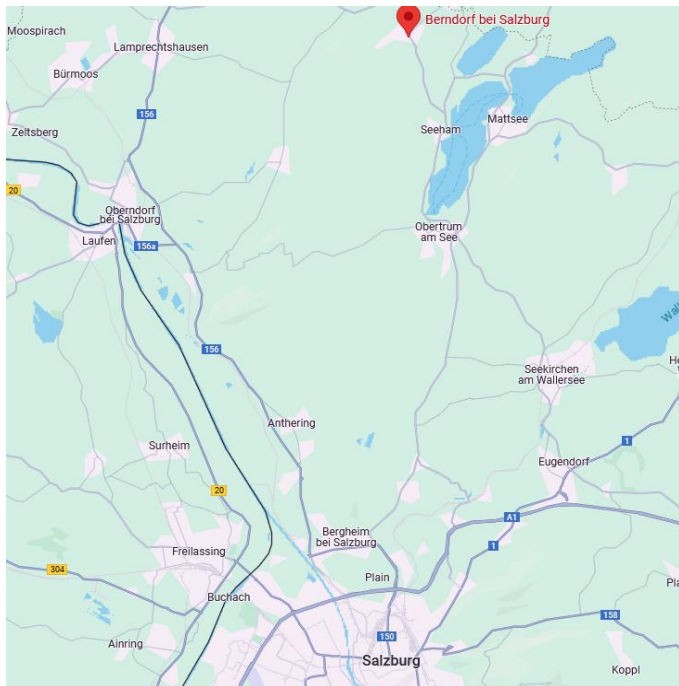 Moospirach
Berndorf bei Salzburg
Lamprechtshausen
Bürmoos
156
Mattsee
Zeitsberg
Seeham
20
Oberndorf
bei Salzburg
Laufen
156a
Obertrum
am See
156
Seekirchen
am Wallersee
Anthering
1
Surheim
Eugendorf
20
A1
Bergheim
bei Salzburg
1
Freilassing
304
Plain
Buchach
158
150
Ainring
Salzburg
Koppl